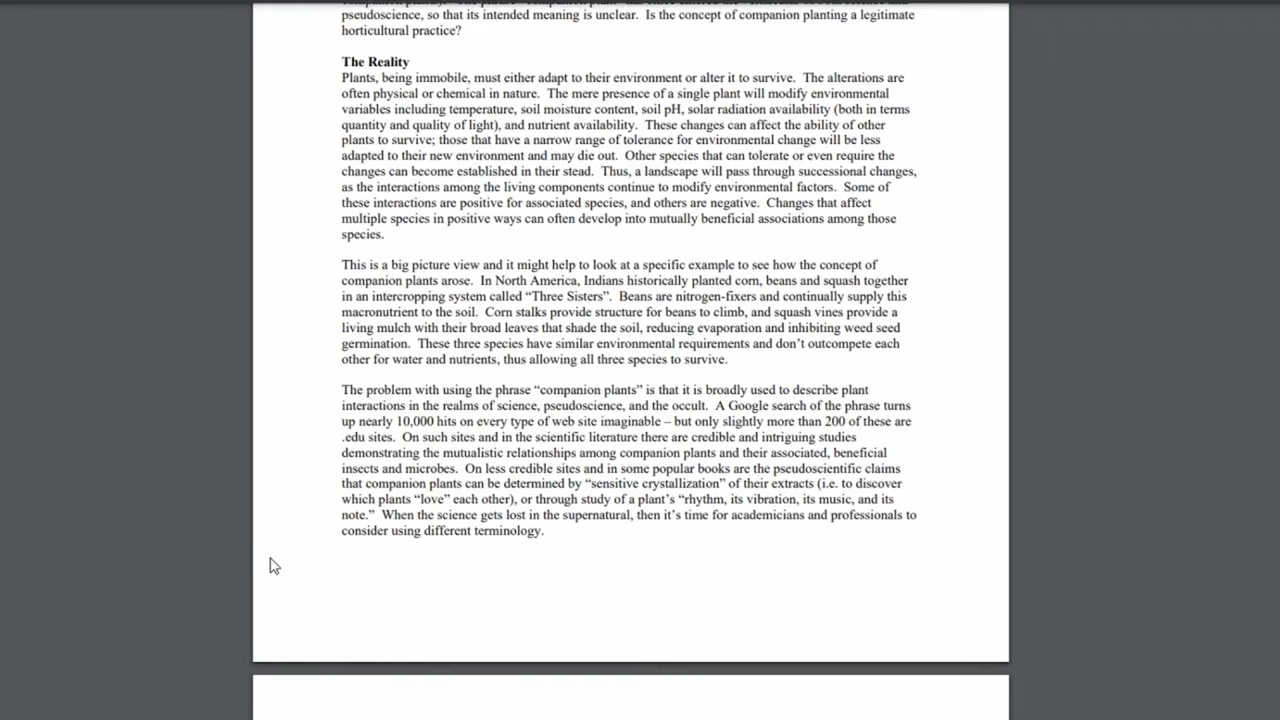 pseudoscience, so that its intended meaning is unclear.  Is the concept of companion planting a legitimate
horticultural practice?
The Reality
Plants, being immobile, must either adapt to their environment or alter it to survive.  The alterations are
often physical or chemical in nature.  The mere presence of a single plant will modify environmental
variables including temperature, soil moisture content, soil pH, solar radiation availability (both in terms
quantity and quality of light), and nutrient availability.  These changes can affect the ability of other
plants to survive; those that have a narrow range of tolerance for environmental change will be less
adapted to their new environment and may die out.  Other species that can tolerate or even require the
changes can become established in their stead.  Thus, a landscape will pass through successional changes,
as the interactions among the living components continue to modify environmental factors.  Some of
these interactions are positive for associated species, and others are negative.  Changes that affect
multiple species in positive ways can often develop into mutually beneficial associations among those
species.
This is a big picture view and it might help to look at a specific example to see how the concept of
companion plants arose.  In North America, Indians historically planted corn, beans and squash together
in an intercropping system called “Three Sisters”.  Beans are nitrogen-fixers and continually supply this
macronutrient to the soil.  Corn stalks provide structure for beans to climb, and squash vines provide a
living mulch with their broad leaves that shade the soil, reducing evaporation and inhibiting weed seed
germination.  These three species have similar environmental requirements and don’t outcompete each
other for water and nutrients, thus allowing all three species to survive.
The problem with using the phrase “companion plants” is that it is broadly used to describe plant
interactions in the realms of science, pseudoscience, and the occult.  A Google search of the phrase turns
up nearly 10,000 hits on every type of web site imaginable – but only slightly more than 200 of these are
.edu sites.  On such sites and in the scientific literature there are credible and intriguing studies
demonstrating the mutualistic relationships among companion plants and their associated, beneficial
insects and microbes.  On less credible sites and in some popular books are the pseudoscientific claims
that companion plants can be determined by “sensitive crystallization” of their extracts (i.e. to discover
which plants “love” each other), or through study of a plant’s “rhythm, its vibration, its music, and its
note.”  When the science gets lost in the supernatural, then it’s time for academicians and professionals to
consider using different terminology.